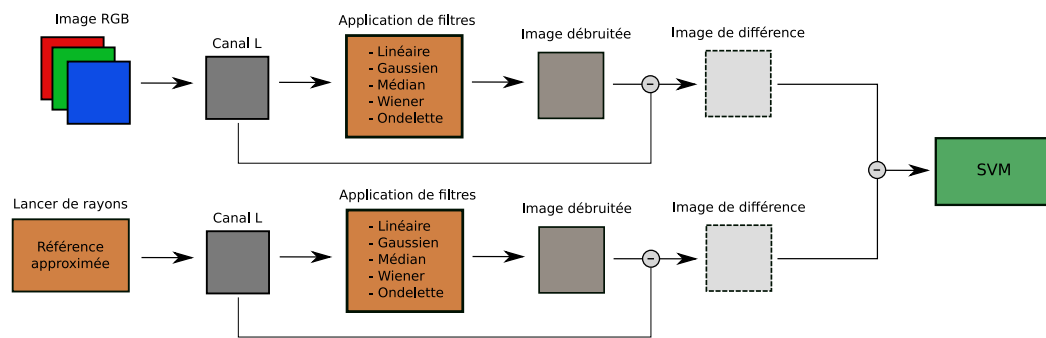 Image RGB
Canal L
Application de filtres
- Linéaire
- Gaussien
- Médian
- Wiener
- Ondelette
Image débruitée
Image de différence
SVM
Lancer de rayons
Référence
approximée
Canal L
Application de filtres
- Linéaire
- Gaussien
- Médian
- Wiener
- Ondelette
Image débruitée
Image de différence